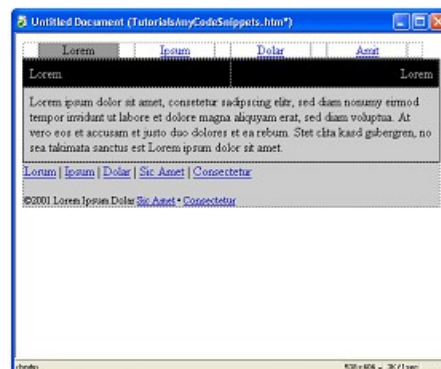 Untitled Document (Tutorials/myCodeSnippets.htm*)
Lorem Ipsum Dolar Amit
Lorem Lorem
Lorem ipsum dolor sit amet, consetetur sadipscing elitr, sed diam nonumy eirmod
tempor invidunt ut labore et dolore magna aliquyam erat, sed diam voluptua. At
vero eos et accusam et justo duo dolores et ea rebum. Stet clita kasd gubergren, no
sea takimata sanctus est Lorem ipsum dolor sit amet.
Lorum | Ipsum | Dolar | Sic Amet | Consectetur
©2001 Lorem Ipsum Dolar Sic Amet • Consectetur